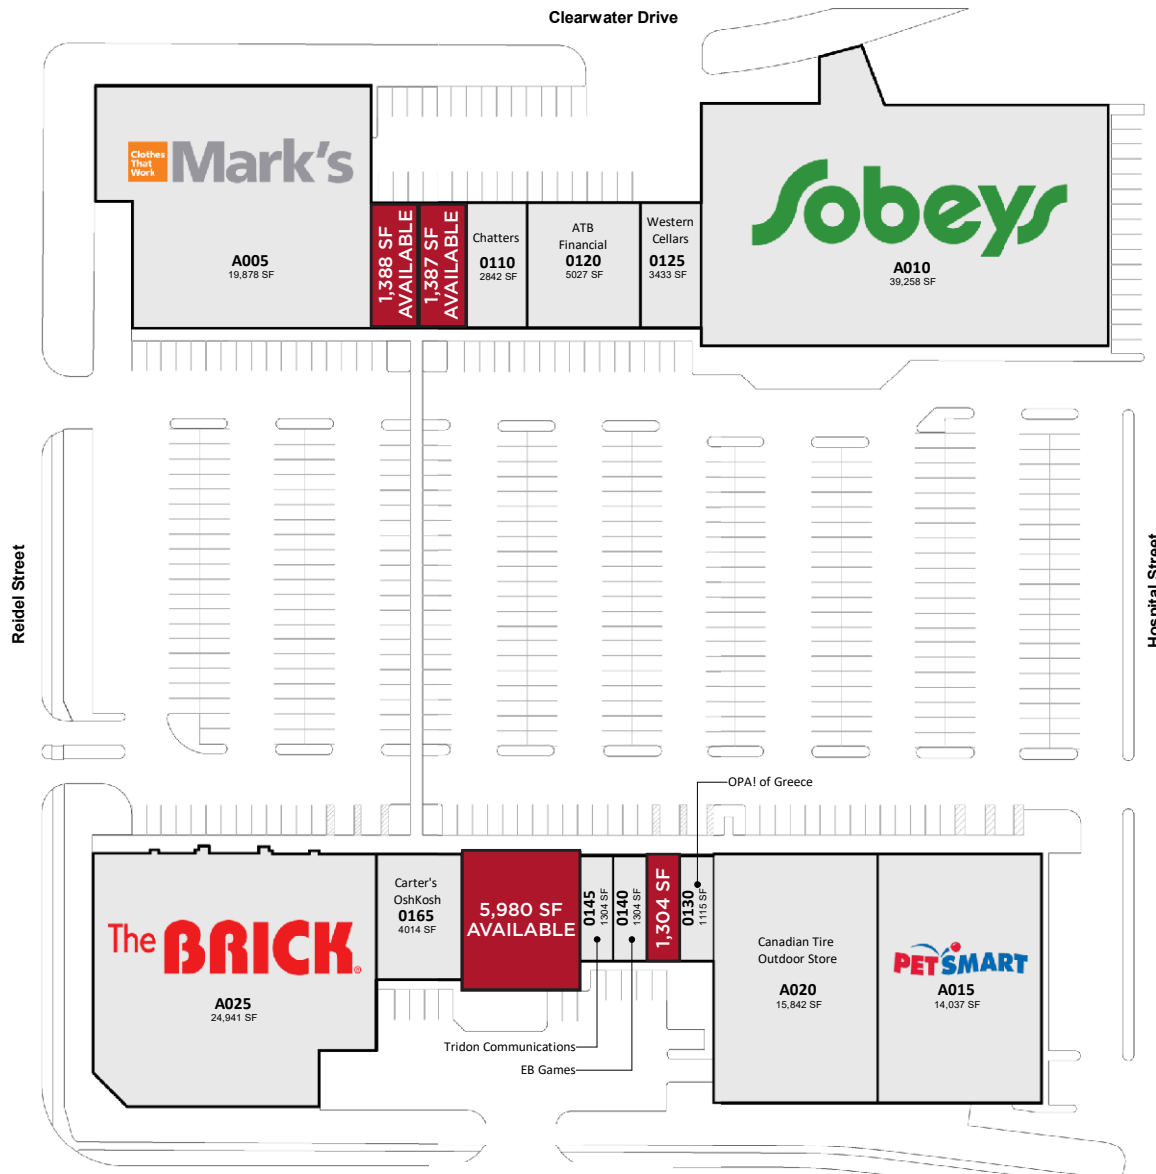 Clearwater Drive
Clothes
That
Work
Mark's
A005
19,878 SF
1,388 SF
AVAILABLE
1,387 SF
AVAILABLE
Chatters
0110
2842 SF
ATB
Financial
0120
5027 SF
Western
Cellars
0125
3433 SF
Sobeys
A010
39,258 SF
Reidel Street
Hospital Street
OPA! of Greece
The BRICK
A025
24,941 SF
Carter's
OshKosh
0165
4014 SF
5,980 SF
AVAILABLE
0145
1304 SF
0140
1304 SF
1,304 SF
0130
1115 SF
Canadian Tire
Outdoor Store
A020
15,842 SF
PETSMART
A015
14,037 SF
Tridon Communications
EB Games